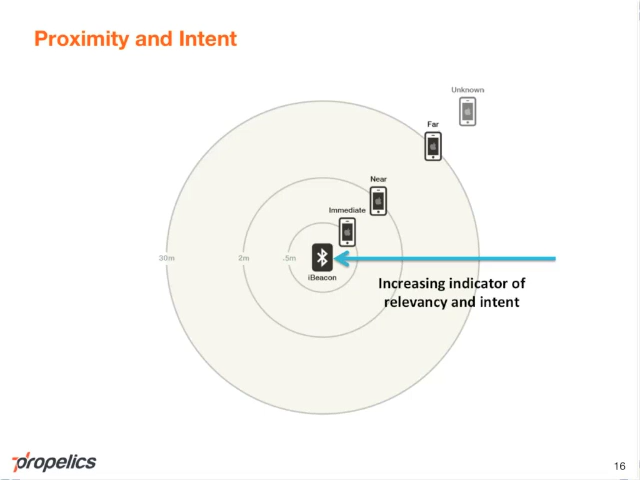 Proximity and Intent
Unknown
Far
Near
Immediate
30m
2m
.5m
iBeacon
Increasing indicator of
relevancy and intent
propelics
16